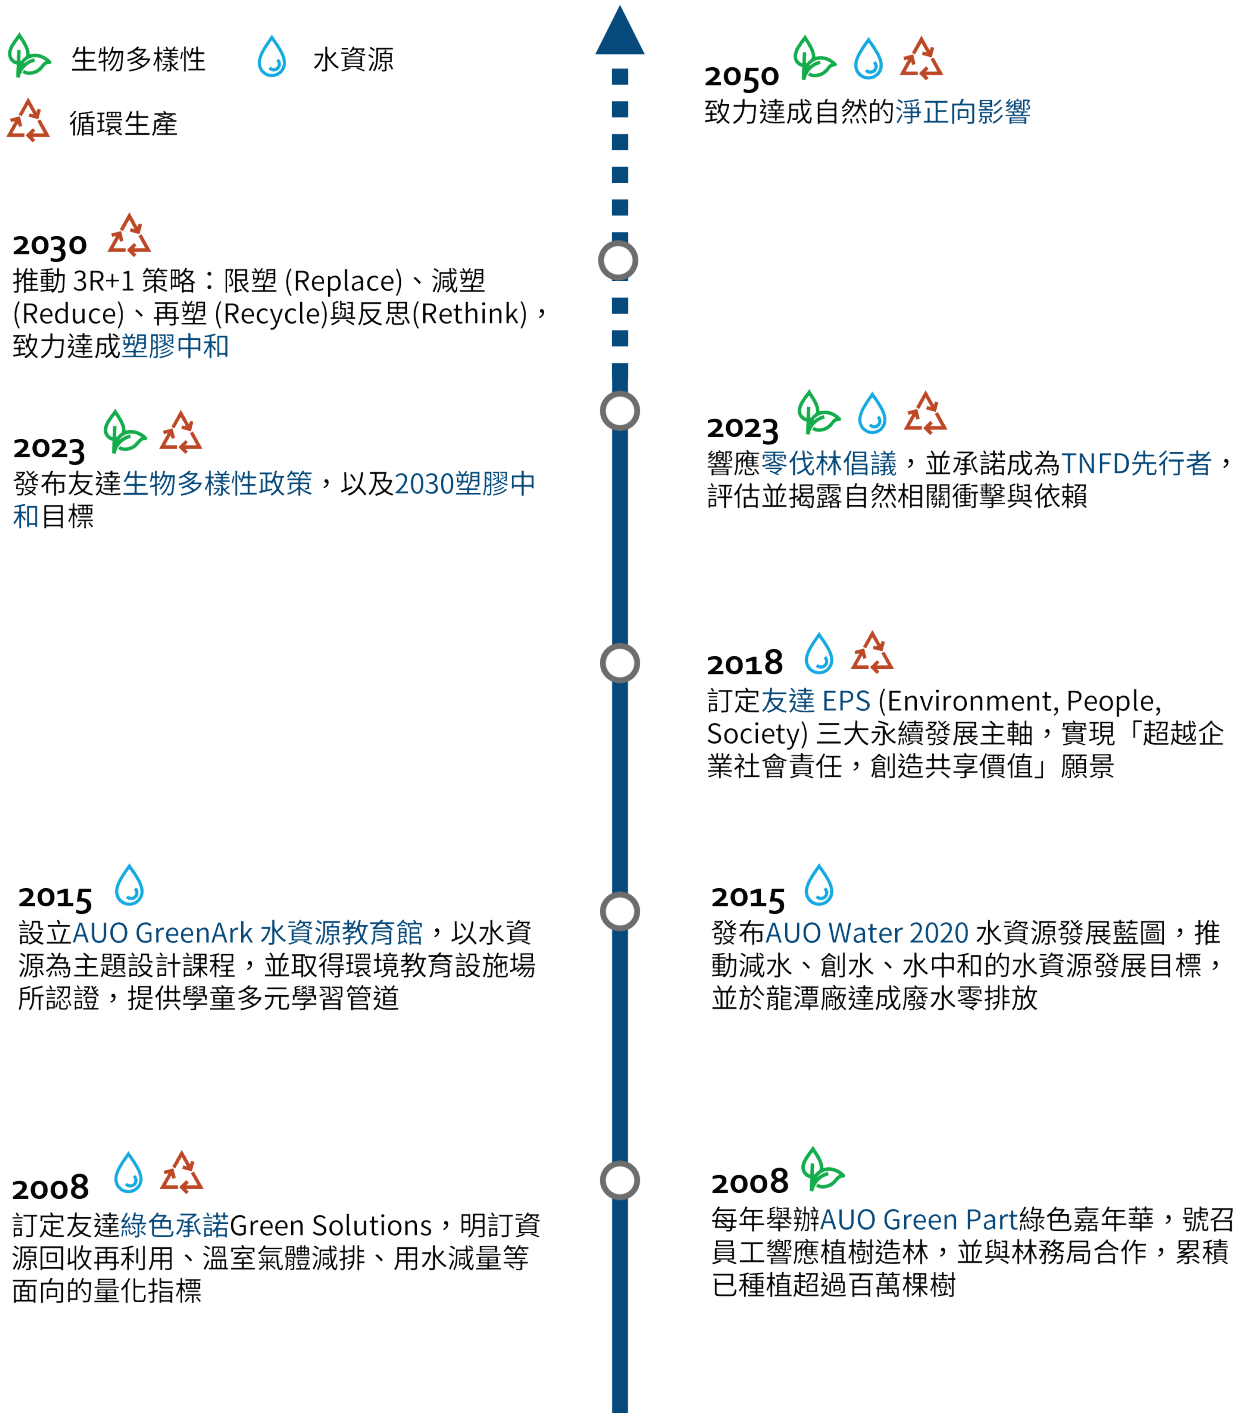 生物多樣性
水資源
循環生產
2050
致力達成自然的淨正向影響
2030
推動 3R+1 策略：限塑 (Replace)、減塑
(Reduce)、再塑 (Recycle)與反思(Rethink)，
致力達成塑膠中和
2023
發布友達生物多樣性政策，以及2030塑膠中
和目標
2023
響應零伐林倡議，並承諾成為TNFD先行者，
評估並揭露自然相關衝擊與依賴
2018
訂定友達 EPS (Environment, People,
Society) 三大永續發展主軸，實現「超越企
業社會責任，創造共享價值」願景
2015
設立AUO GreenArk 水資源教育館，以水資
源為主題設計課程，並取得環境教育設施場
所認證，提供學童多元學習管道
2015
發布AUO Water 2020 水資源發展藍圖，推
動減水、創水、水中和的水資源發展目標，
並於龍潭廠達成廢水零排放
2008
訂定友達綠色承諾Green Solutions，明訂資
源回收再利用、溫室氣體減排、用水減量等
面向的量化指標
2008
每年舉辦AUO Green Part綠色嘉年華，號召
員工響應植樹造林，並與林務局合作，累積
已種植超過百萬棵樹